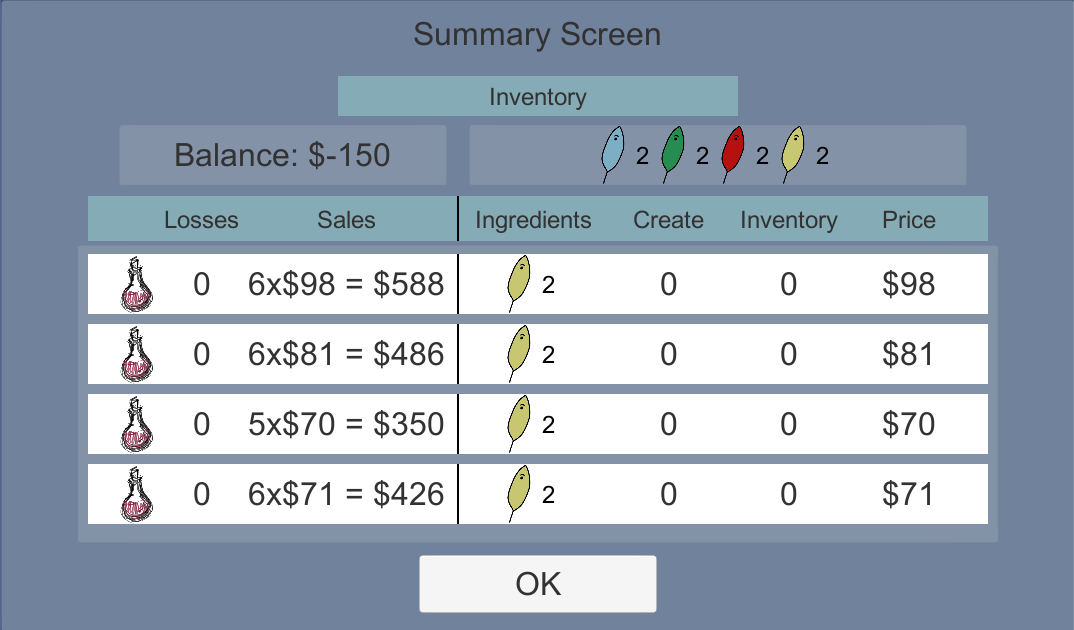 Summary Screen
Inventory
Balance: $-150 2 2 2 2
Losses Sales Ingredients Create Inventory Price
0 6x$98 = $588 2 0 0 $98
0 6x$81 = $486 2 0 0 $81
0 5x$70 = $350 2 0 0 $70
0 6x$71 = $426 2 0 0 $71
OK